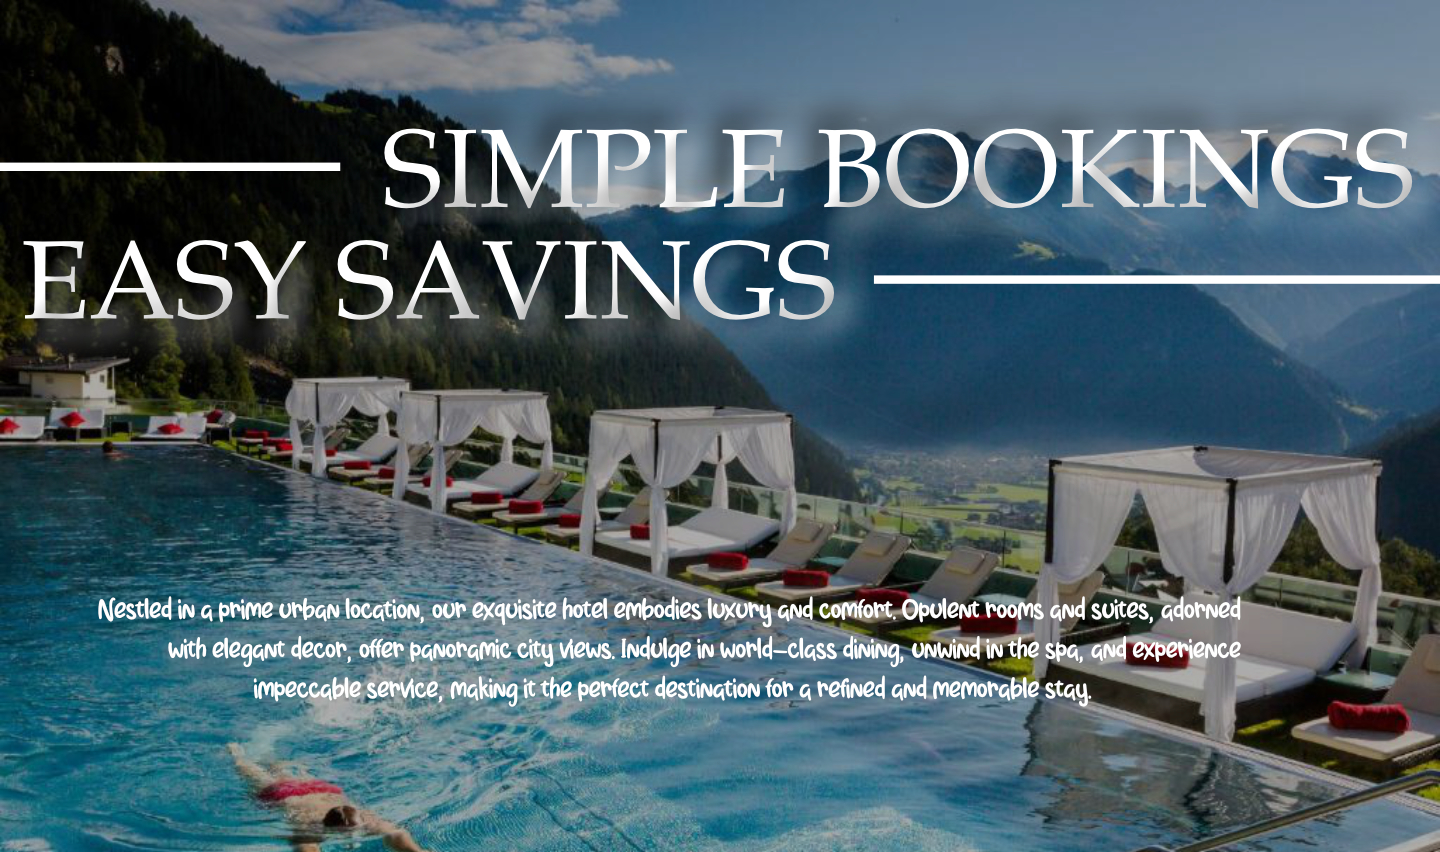 SIMPLE BOOKINGS
EASY SAVINGS
Nestled in a prime urban location, our exquisite hotel embodies luxury and comfort. Opulent rooms and suites, adorned
with elegant decor, offer panoramic city views. Indulge in world-class dining, unwind in the spa, and experience
impeccable service, making it the perfect destination for a refined and memorable stay.